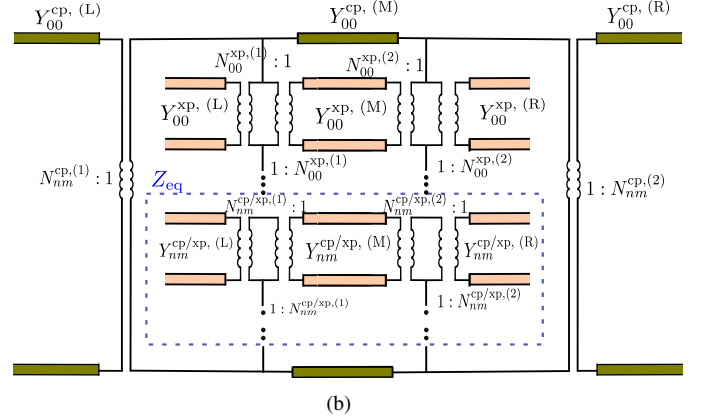 Y_{00}^{cp, (L)}
Y_{00}^{cp, (M)}
Y_{00}^{cp, (R)}
N_{00}^{xp,(1)} : 1
N_{00}^{xp,(2)} : 1
Y_{00}^{xp, (L)}
Y_{00}^{xp, (M)}
Y_{00}^{xp, (R)}
1 : N_{00}^{xp,(1)}
1 : N_{00}^{xp,(2)}
N_{nm}^{cp,(1)} : 1
Z_{eq}
1 : N_{nm}^{cp,(2)}
N_{nm}^{cp/xp,(1)} : 1
N_{nm}^{cp/xp,(2)} : 1
Y_{nm}^{cp/xp, (L)}
Y_{nm}^{cp/xp, (M)}
Y_{nm}^{cp/xp, (R)}
1 : N_{nm}^{cp/xp,(1)}
1 : N_{nm}^{cp/xp,(2)}
(b)